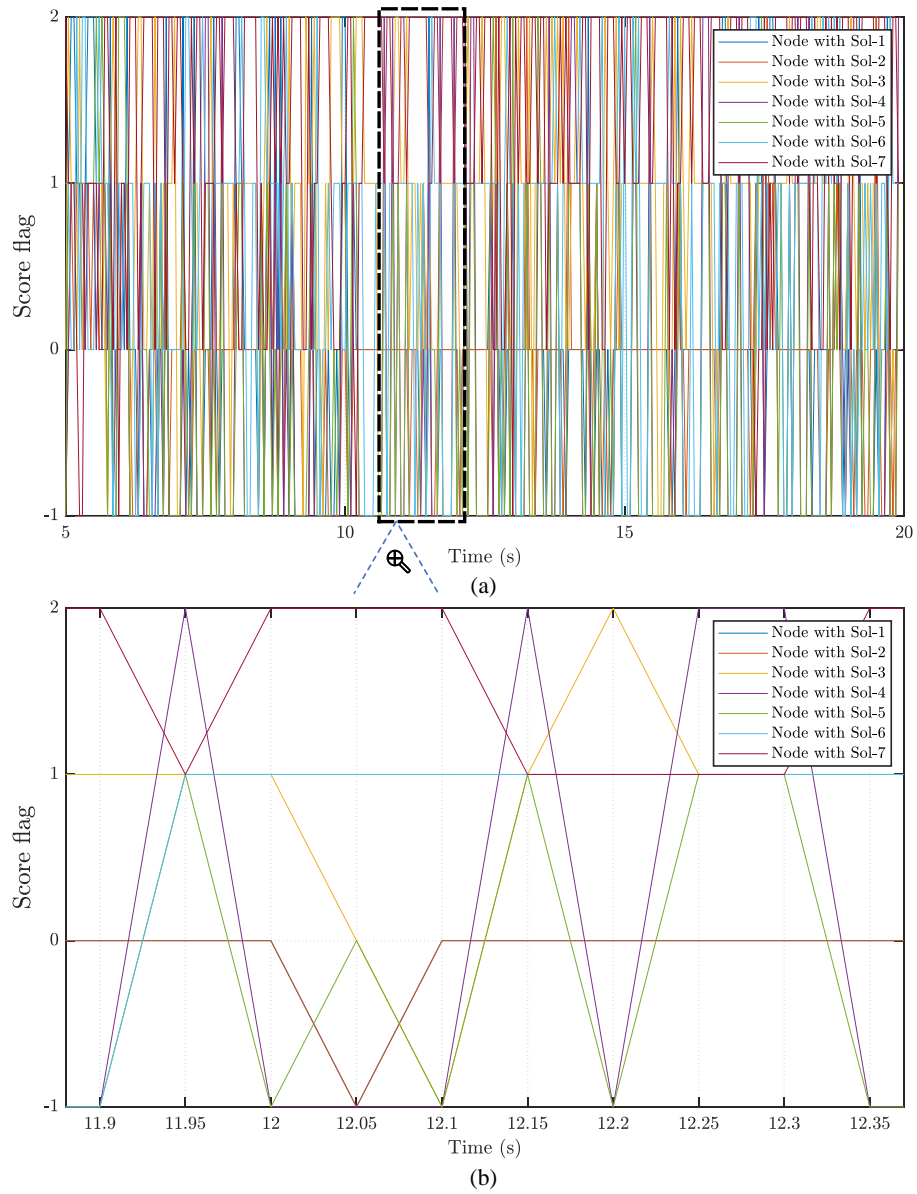 2
1
0
-1
Score flag
5
10
15
20
Time (s)
Node with Sol-1
Node with Sol-2
Node with Sol-3
Node with Sol-4
Node with Sol-5
Node with Sol-6
Node with Sol-7
(a)
2
1
0
-1
Score flag
Node with Sol-1
Node with Sol-2
Node with Sol-3
Node with Sol-4
Node with Sol-5
Node with Sol-6
Node with Sol-7
11.9
11.95
12
12.05
12.1
12.15
12.2
12.25
12.3
12.35
Time (s)
(b)